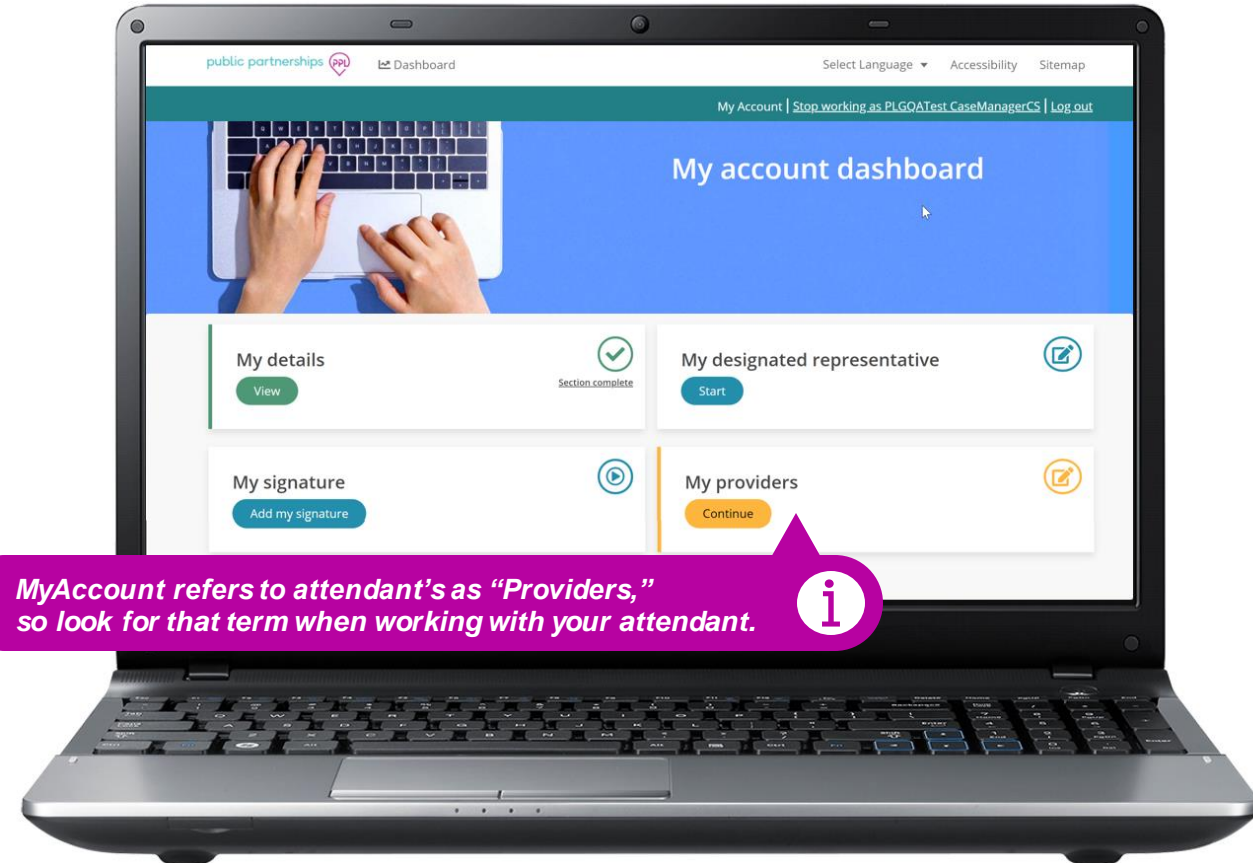 public partnerships PPL
Dashboard
Select Language
Accessibility
Sitemap
My Account | Stop working as PLGQATest CaseManagerCS | Log out
My account dashboard
My details
View
Section complete
My designated representative
Start
My signature
Add my signature
My providers
Continue
MyAccount refers to attendant's as “Providers,”
so look for that term when working with your attendant.
i